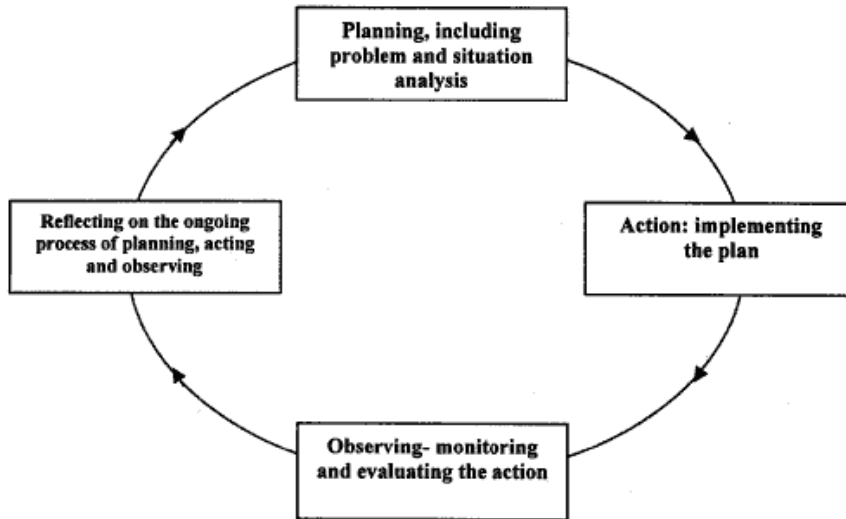 Planning, including
problem and situation
analysis
Reflecting on the ongoing
process of planning, acting
and observing
Action: implementing
the plan
Observing- monitoring
and evaluating the action